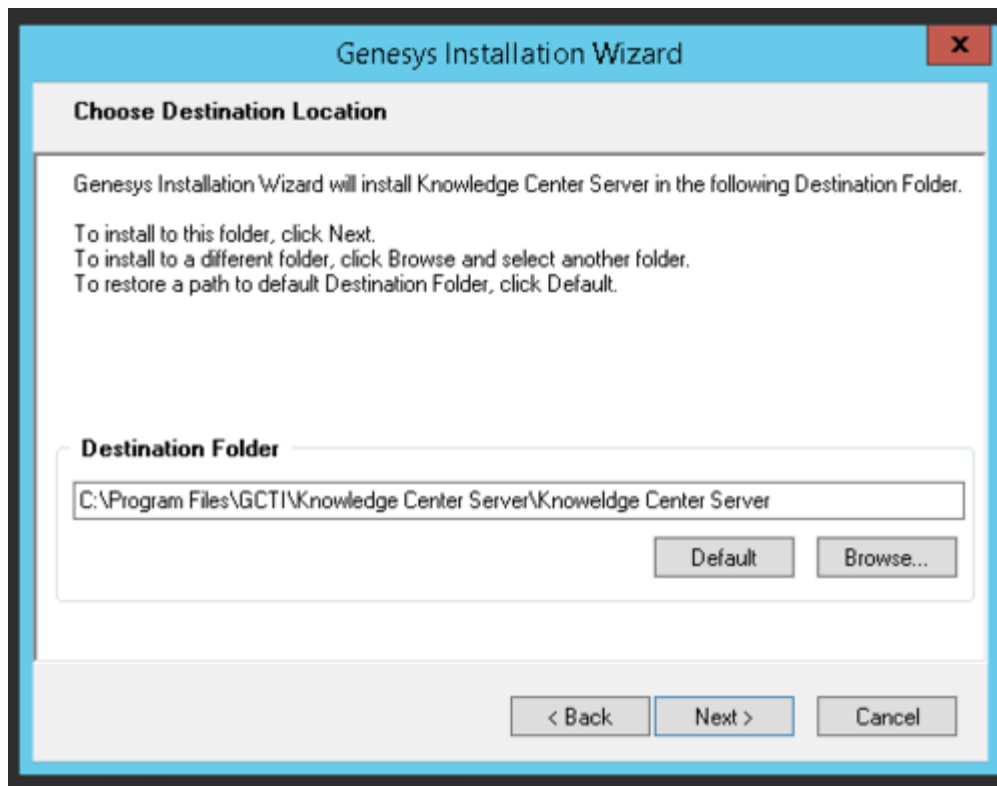 Genesys Installation Wizard
x
Choose Destination Location
Genesys Installation Wizard will install Knowledge Center Server in the following Destination Folder.
To install to this folder, click Next.
To install to a different folder, click Browse and select another folder.
To restore a path to default Destination Folder, click Default.
Destination Folder
C:\Program Files\GCTI\Knowledge Center Server\Knoweldge Center Server
Default Browse...
< Back Next > Cancel